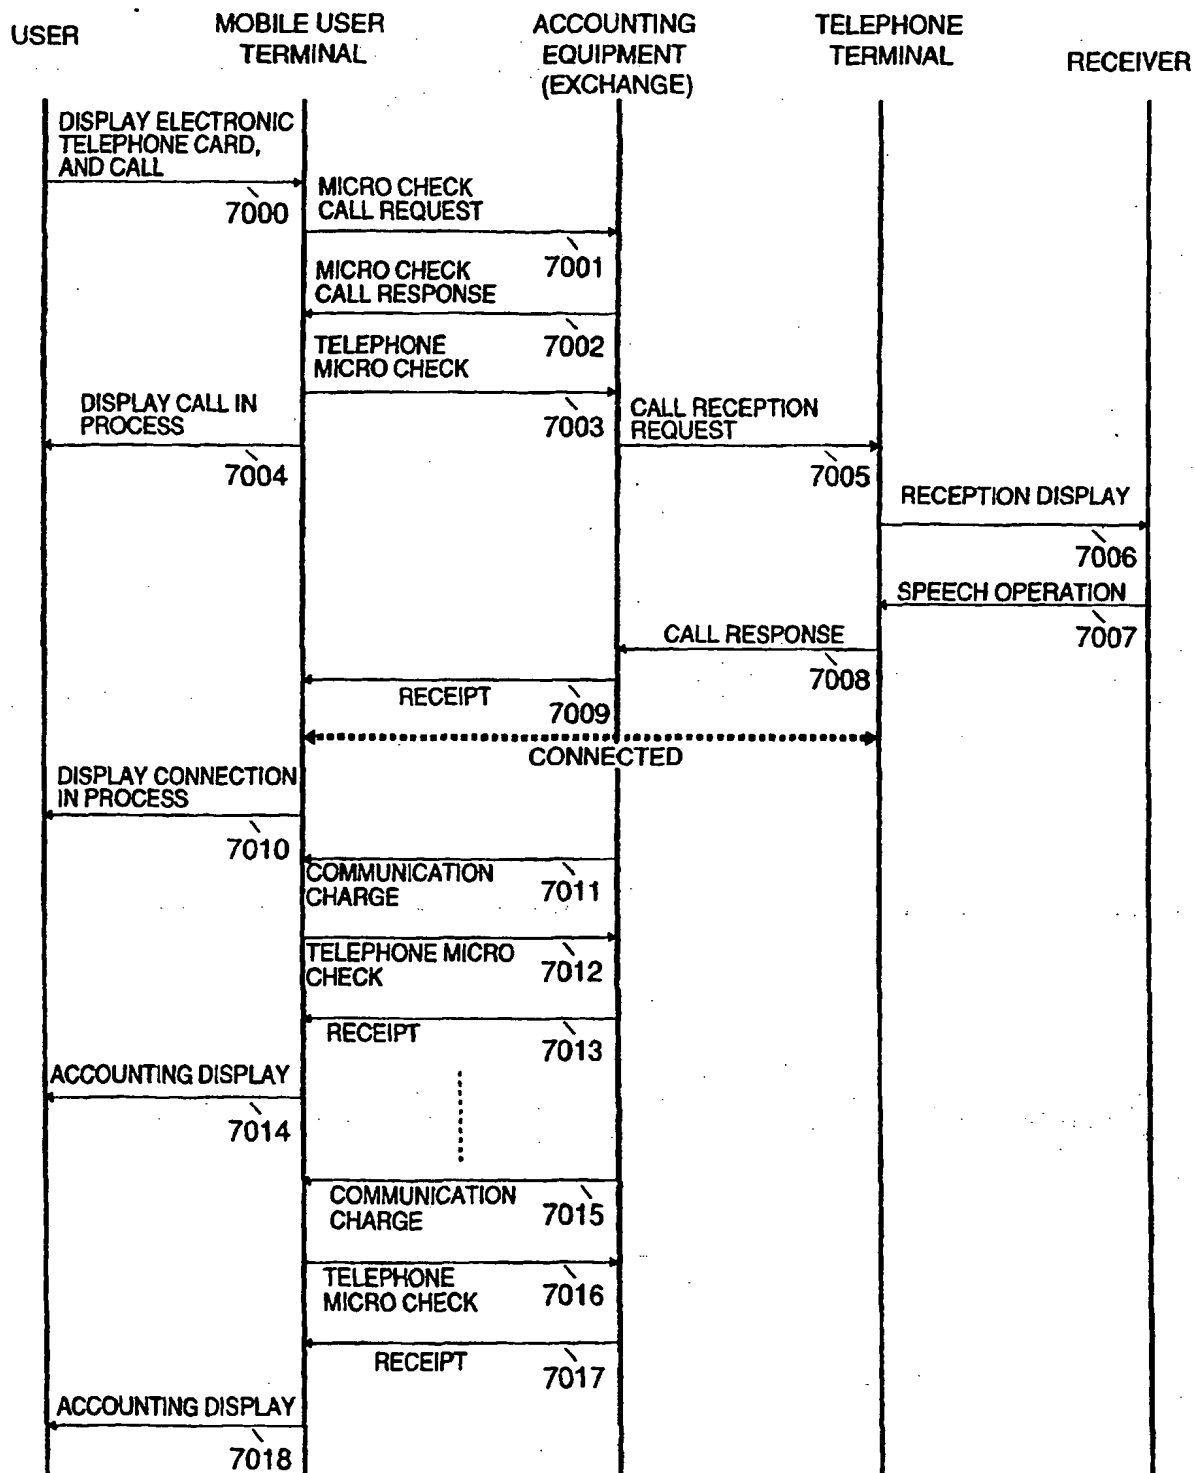 USER
MOBILE USER
TERMINAL
ACCOUNTING
EQUIPMENT
(EXCHANGE)
TELEPHONE
TERMINAL
RECEIVER
DISPLAY ELECTRONIC
TELEPHONE CARD,
AND CALL
7000
MICRO CHECK
CALL REQUEST
7001
MICRO CHECK
CALL RESPONSE
7002
TELEPHONE
MICRO CHECK
7003
DISPLAY CALL IN
PROCESS
7004
CALL RECEPTION
REQUEST
7005
RECEPTION DISPLAY
7006
SPEECH OPERATION
7007
CALL RESPONSE
7008
RECEIPT
7009
CONNECTED
DISPLAY CONNECTION
IN PROCESS
7010
COMMUNICATION
CHARGE
7011
TELEPHONE MICRO
CHECK
7012
RECEIPT
7013
ACCOUNTING DISPLAY
7014
COMMUNICATION
CHARGE
7015
TELEPHONE
MICRO CHECK
7016
RECEIPT
7017
ACCOUNTING DISPLAY
7018